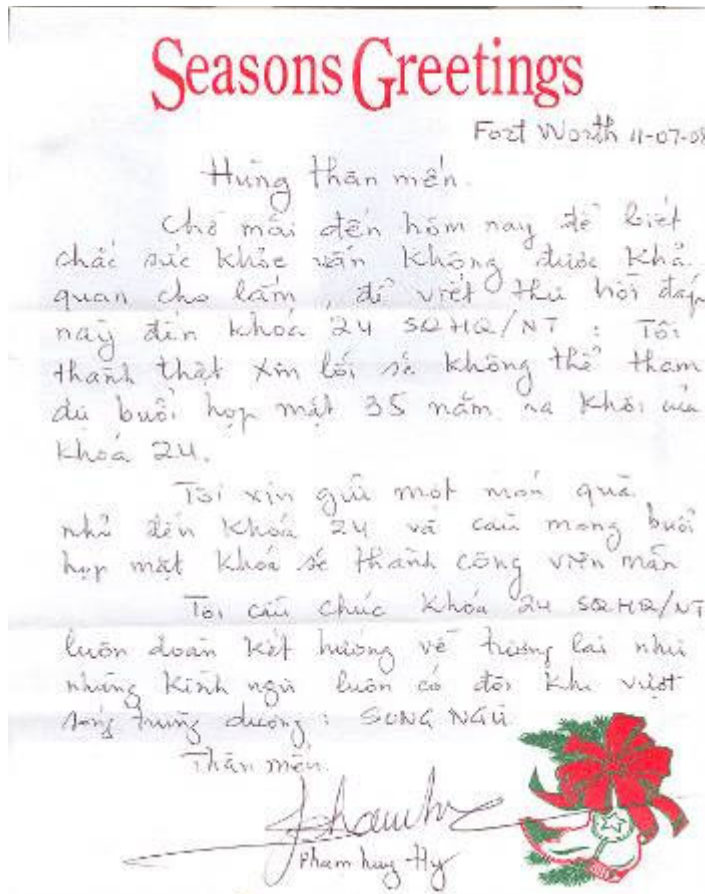 Seasons Greetings
Fort Worth 11-07-08
Hùng thân mến.
Chờ mãi đến hôm nay để biết
chắc sức khỏe vẫn không được khả
quan cho lắm, để viết thư hồi đáp
này đến khóa 24 SQHQ/NT : Tôi
thành thật xin lỗi sẽ không thể tham
dự buổi họp mặt 35 năm ra khơi của
khóa 24.
Tôi xin gửi một món quà
nhỏ đến khóa 24 và cầu mong buổi
họp mặt khóa sẽ thành công viên mãn
Tôi cầu chúc khóa 24 SQHQ/NT
luôn đoàn kết hướng về tương lai như
những Kình ngư luôn có đôi khi vượt
sóng trùng dương : SONG NGƯ
Thân mến.
Phạm huy Hy